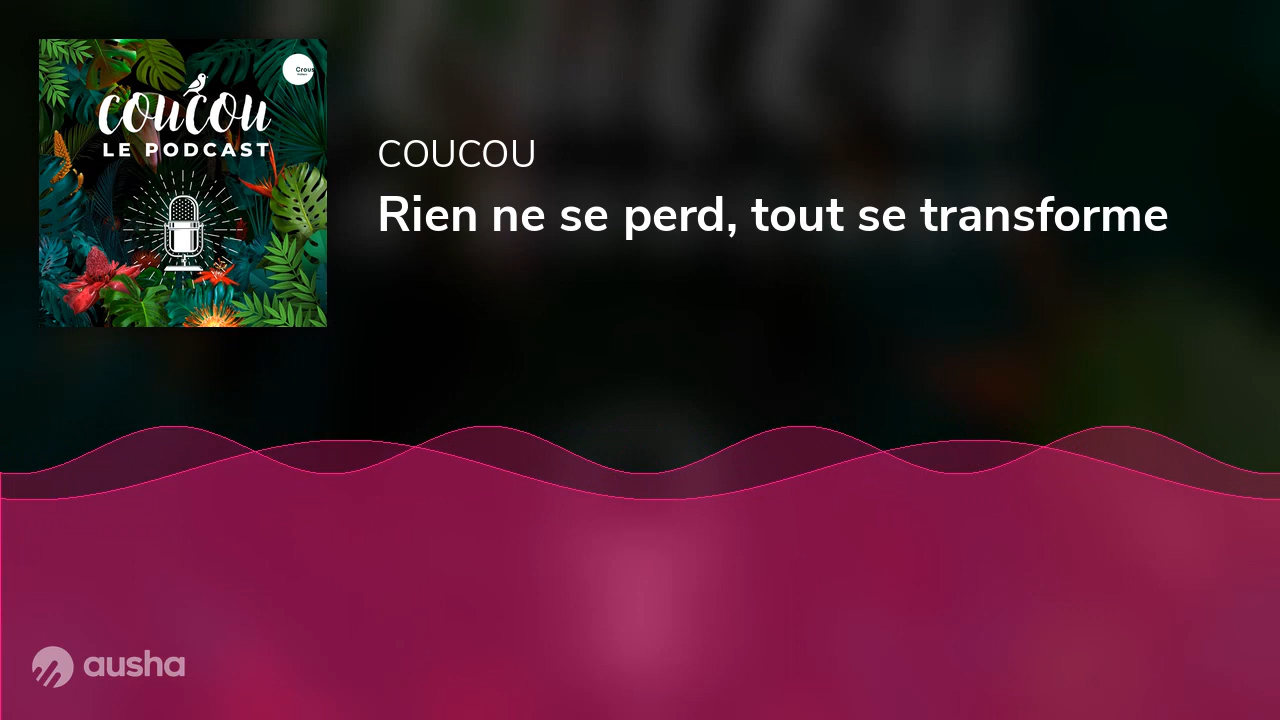 coucou
LE PODCAST
Crous
COUCOU
Rien ne se perd, tout se transforme
ausha